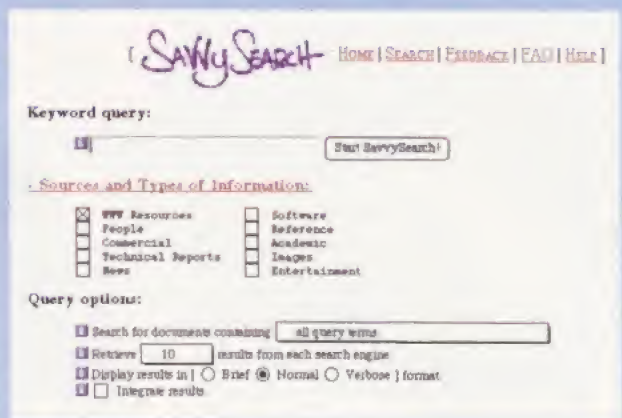 [ SavvySearch HOME | SEARCH | FEEDBACK | FAQ | HELP ]
Keyword query:
Start SavvySearch!
- Sources and Types of Information:
WWW Resources Software
People Reference
Commercial Academic
Technical Reports Images
News Entertainment
Query options:
Search for documents containing all query terms
Retrieve 10 results from each search engine
Display results in [ Brief Normal Verbose ] format
Integrate results